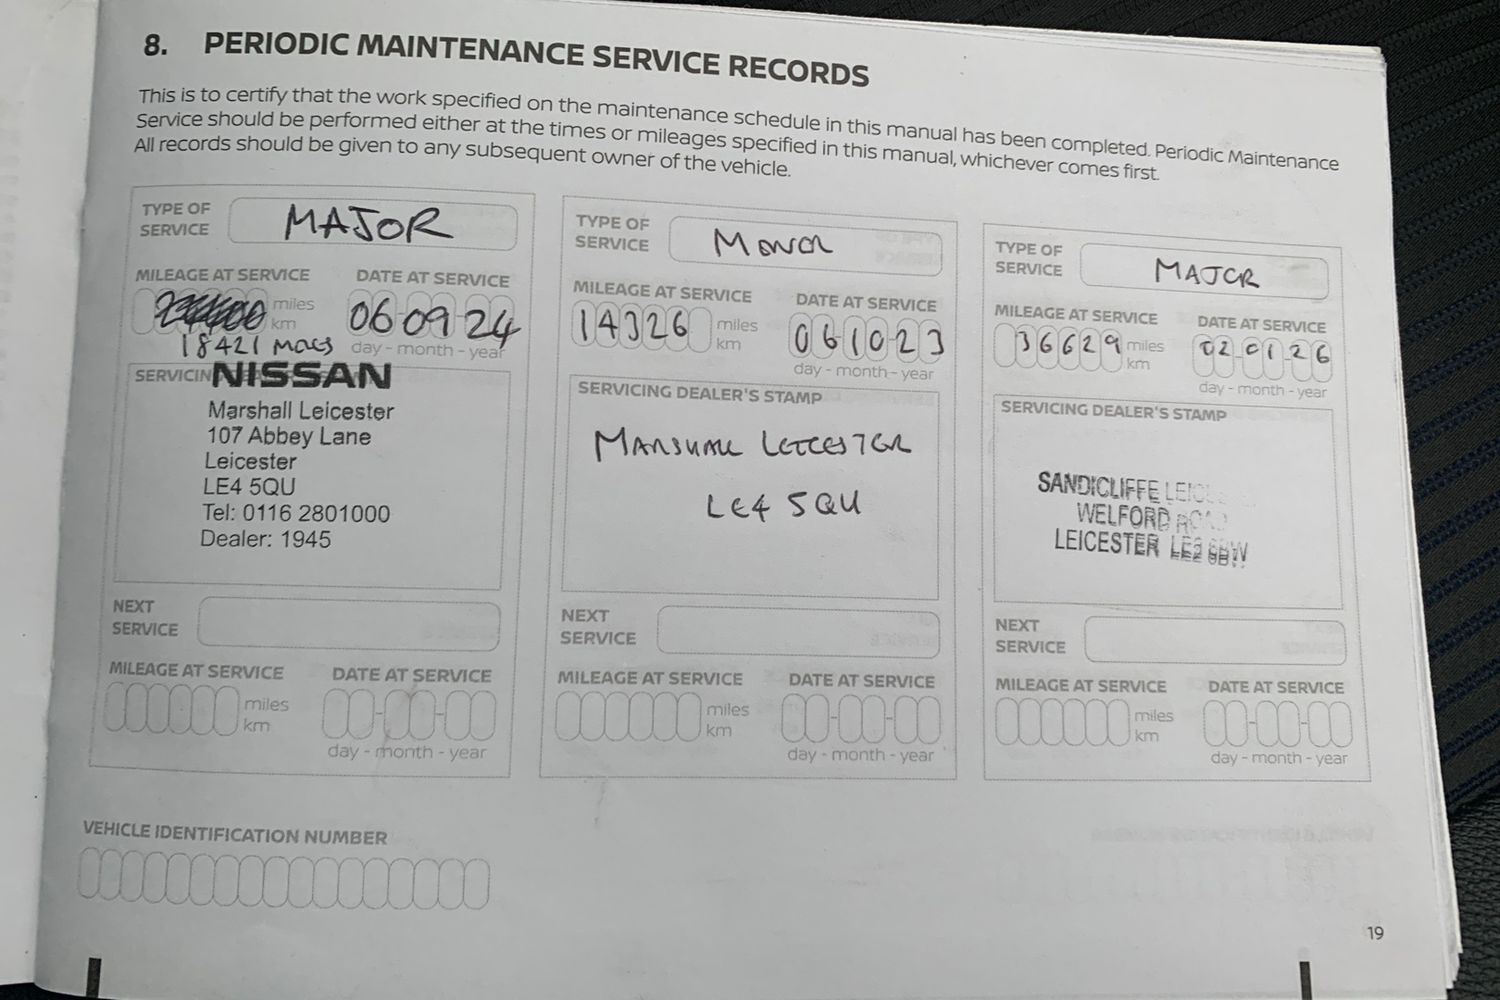 8. PERIODIC MAINTENANCE SERVICE RECORDS
This is to certify that the work specified on the maintenance schedule in this manual has been completed. Periodic Maintenance
Service should be performed either at the times or mileages specified in this manual, whichever comes first.
All records should be given to any subsequent owner of the vehicle.
TYPE OF
SERVICE
MAJOR
MILEAGE AT SERVICE
DATE AT SERVICE
miles
km
06 09 24
18421
day - month - year
SERVICIN
NISSAN
Marshall Leicester
107 Abbey Lane
Leicester
LE4 5QU
Tel: 0116 2801000
Dealer: 1945
NEXT
SERVICE
MILEAGE AT SERVICE
DATE AT SERVICE
miles
km
day - month - year
TYPE OF
SERVICE
MILEAGE AT SERVICE
DATE AT SERVICE
14326
miles
km
061023
day - month - year
SERVICING DEALER'S STAMP
MARSHALL LEICESTER
LE4 5QU
NEXT
SERVICE
MILEAGE AT SERVICE
DATE AT SERVICE
miles
km
day - month - year
TYPE OF
SERVICE
MAJOR
MILEAGE AT SERVICE
DATE AT SERVICE
36629
miles
km
02-01-26
day - month - year
SERVICING DEALER'S STAMP
SANDICLIFFE
WELFORD ROAD
LEICESTER LE2
NEXT
SERVICE
MILEAGE AT SERVICE
DATE AT SERVICE
miles
km
day - month - year
VEHICLE IDENTIFICATION NUMBER
19